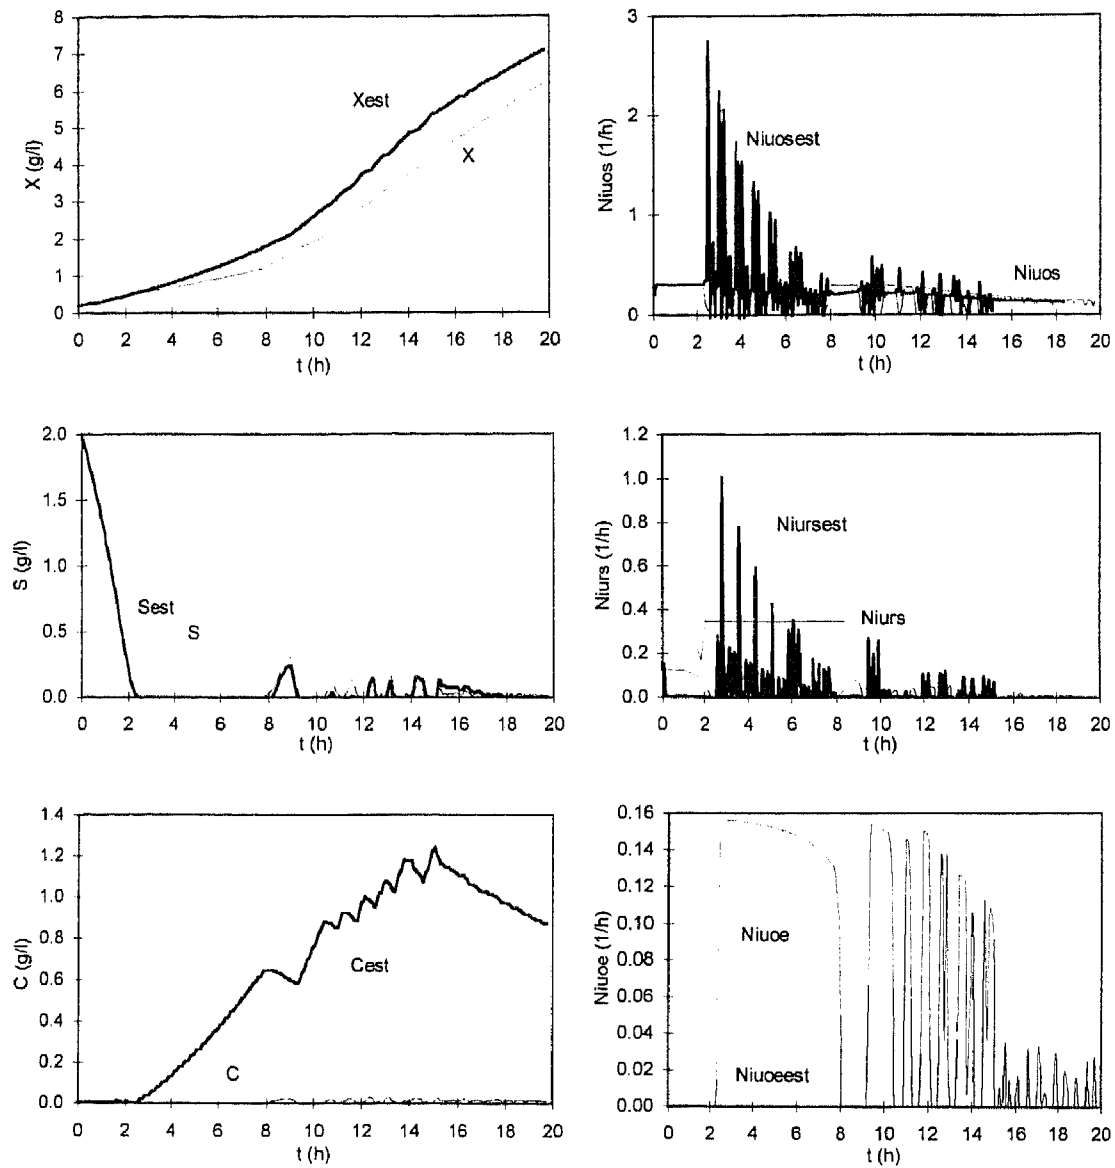 8
7
6
5
4
3
2
1
0
X (g/l)
Xest
X
0 2 4 6 8 10 12 14 16 18 20
t (h)
3
2
1
0
Niuos (1/h)
Niuosest
Niuos
0 2 4 6 8 10 12 14 16 18 20
t (h)
2.0
1.5
1.0
0.5
0.0
S (g/l)
Sest
S
0 2 4 6 8 10 12 14 16 18 20
t (h)
1.2
1.0
0.8
0.6
0.4
0.2
0.0
Niurs (1/h)
Niursest
Niurs
0 2 4 6 8 10 12 14 16 18 20
t (h)
1.4
1.2
1.0
0.8
0.6
0.4
0.2
0.0
C (g/l)
Cest
C
0 2 4 6 8 10 12 14 16 18 20
t (h)
0.16
0.14
0.12
0.10
0.08
0.06
0.04
0.02
0.00
Niuoe (1/h)
Niuoe
Niuoeest
0 2 4 6 8 10 12 14 16 18 20
t (h)